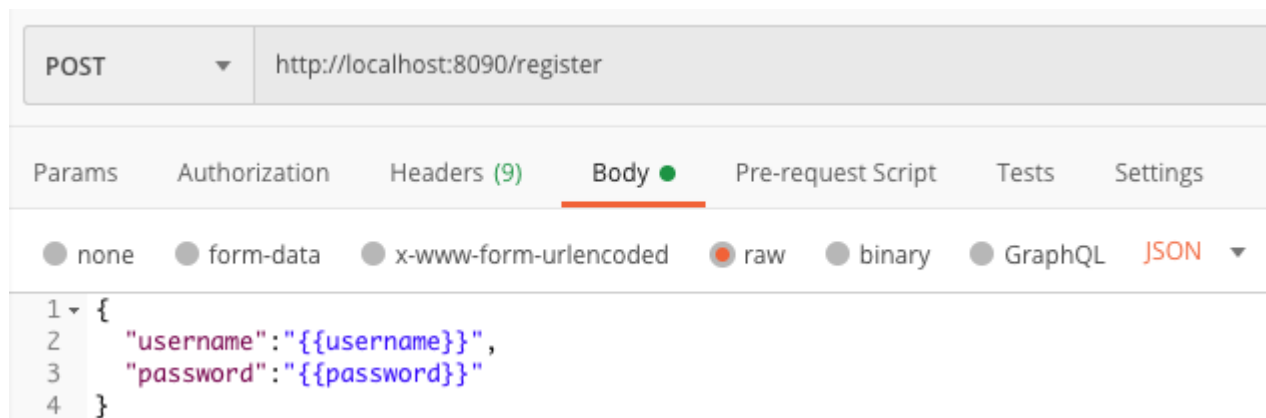 POST http://localhost:8090/register
Params Authorization Headers (9) Body Pre-request Script Tests Settings
none form-data x-www-form-urlencoded raw binary GraphQL JSON
1 {
2 "username":"{{username}}",
3 "password":"{{password}}"
4 }